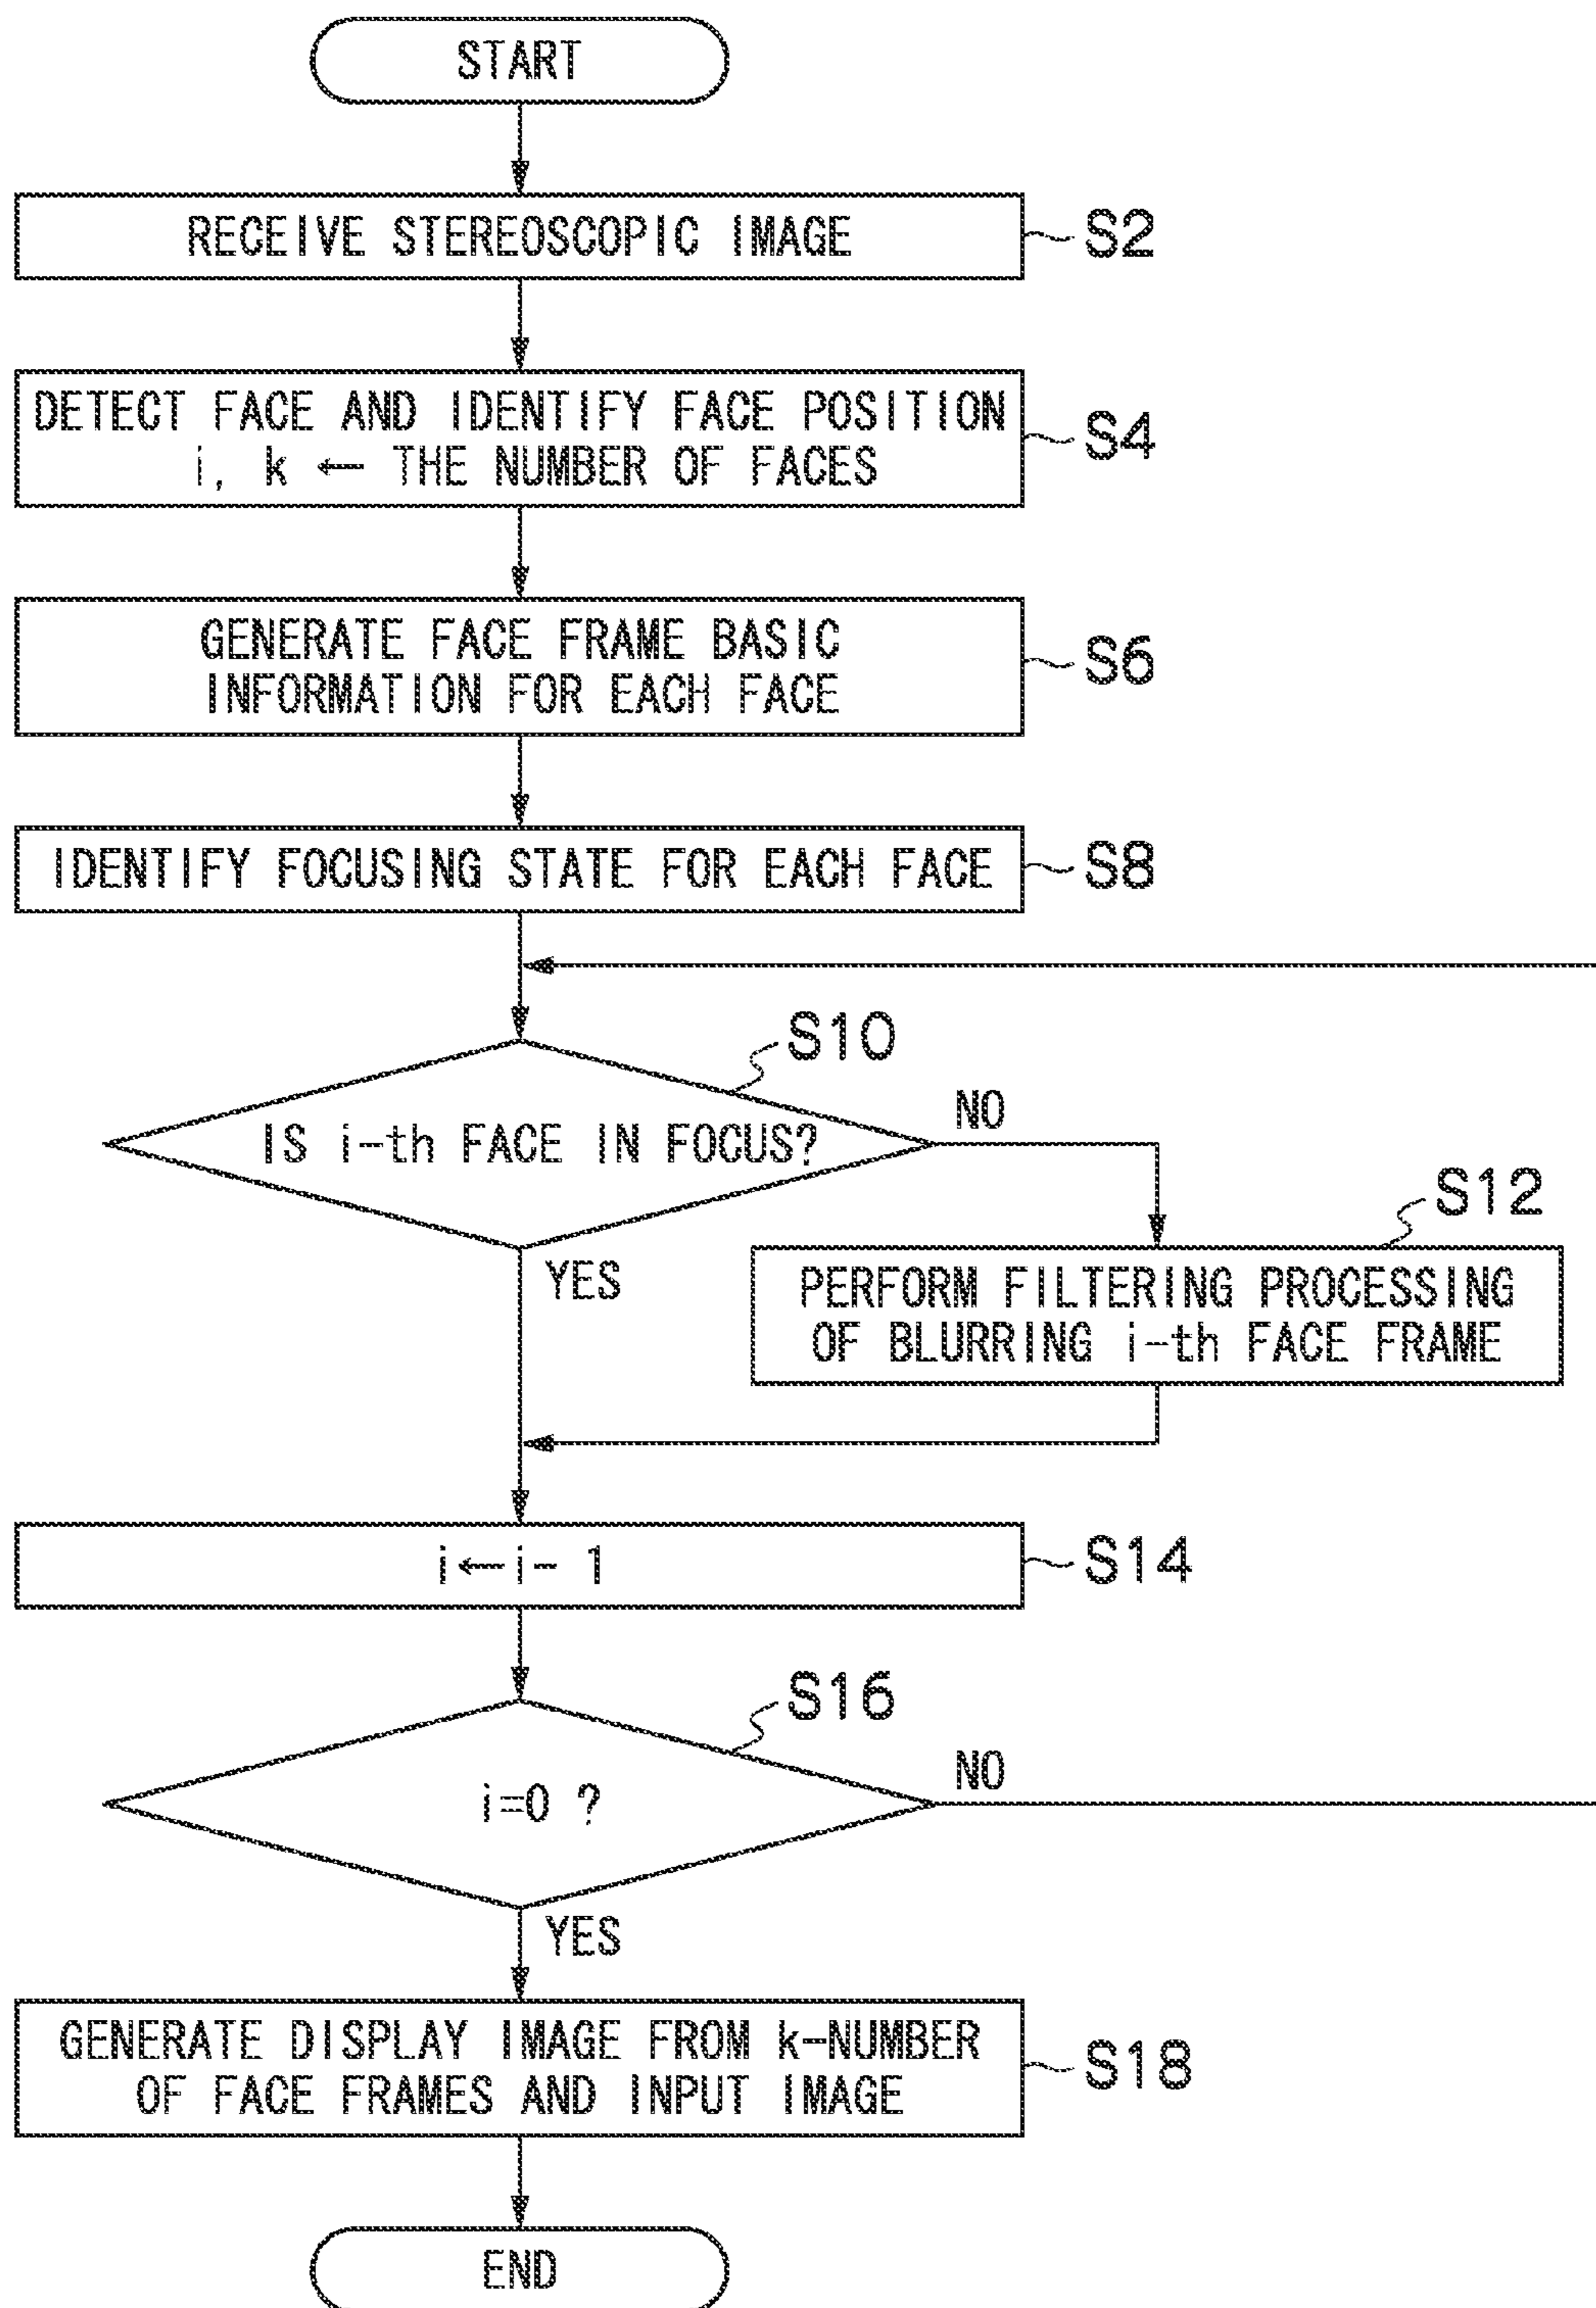 START
RECEIVE STEREOSCOPIC IMAGE
S2
DETECT FACE AND IDENTIFY FACE POSITION
i, k ← THE NUMBER OF FACES
S4
GENERATE FACE FRAME BASIC
INFORMATION FOR EACH FACE
S6
IDENTIFY FOCUSING STATE FOR EACH FACE
S8
S10
IS i-th FACE IN FOCUS?
NO
YES
S12
PERFORM FILTERING PROCESSING
OF BLURRING i-th FACE FRAME
i←i- 1
S14
S16
i=0 ?
NO
YES
GENERATE DISPLAY IMAGE FROM k-NUMBER
OF FACE FRAMES AND INPUT IMAGE
S18
END